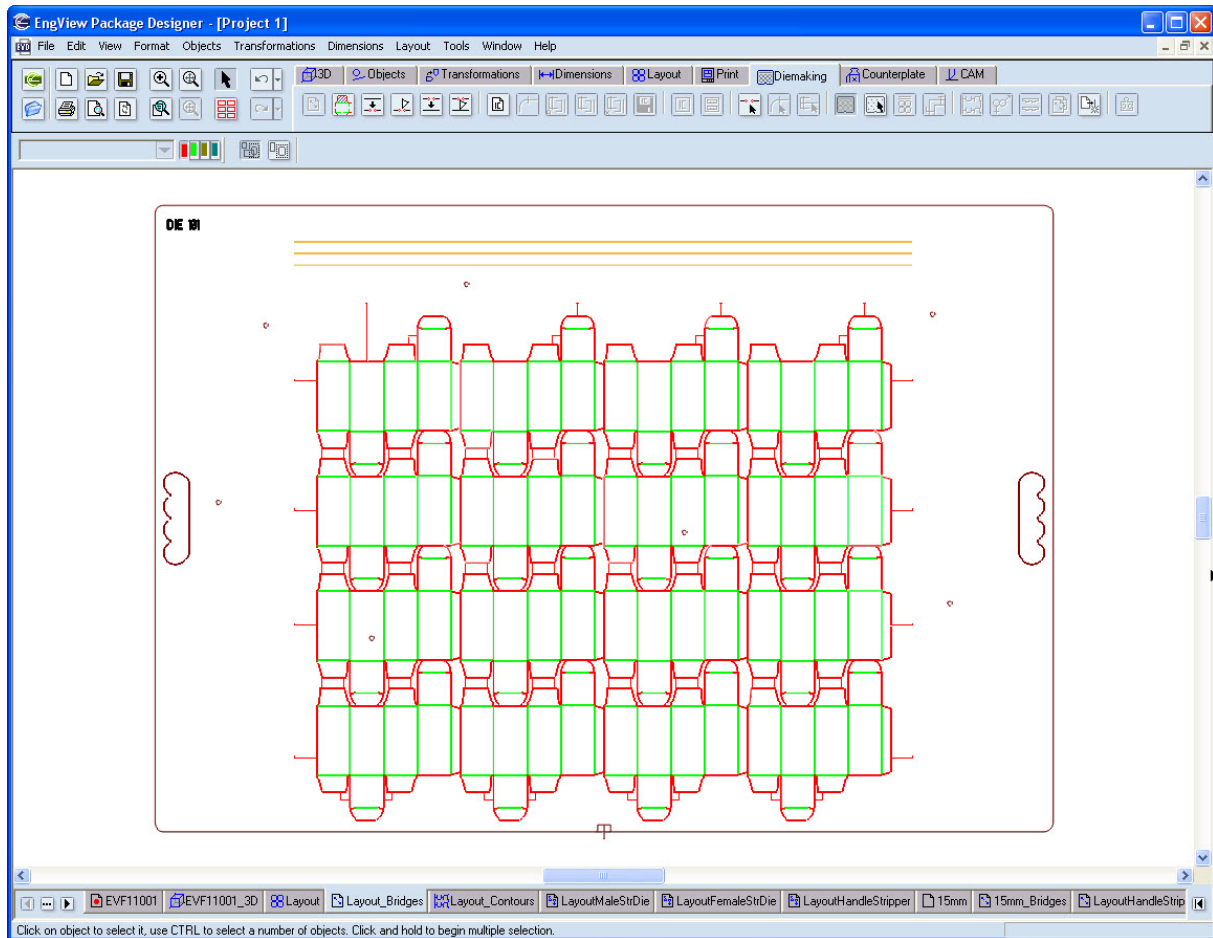 EngView Package Designer - [Project 1]
File Edit View Format Objects Transformations Dimensions Layout Tools Window Help
3D Objects Transformations Dimensions Layout Print Diemaking Counterplate CAM
DIE 101
EVF11001 EVF11001_3D Layout Layout_Bridges Layout_Contours LayoutMaleStrDie LayoutFemaleStrDie LayoutHandleStripper 15mm 15mm_Bridges LayoutHandleStrip
Click on object to select it, use CTRL to select a number of objects. Click and hold to begin multiple selection.